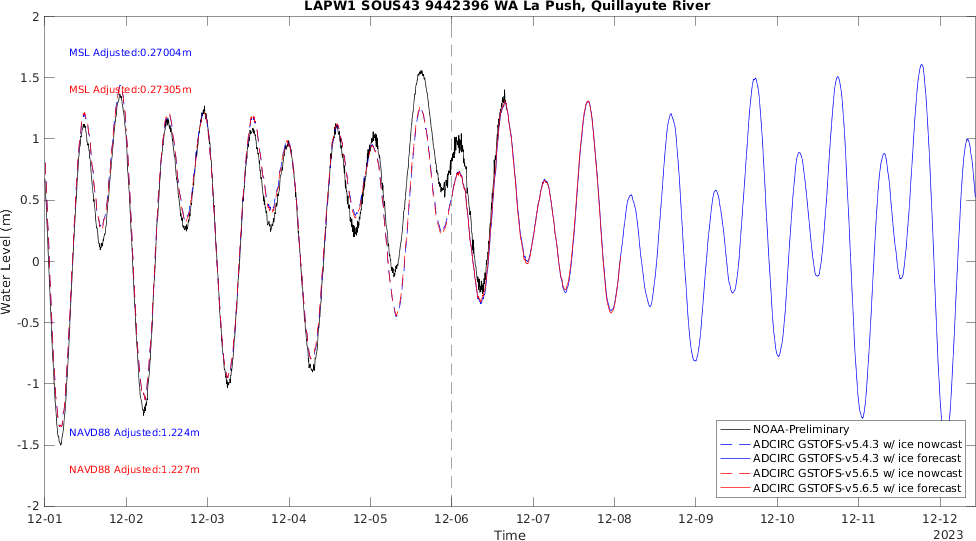 LAPW1 SOUS43 9442396 WA La Push, Quillayute River
2
1.5
1
0.5
0
-0.5
-1
-1.5
-2
Water Level (m)
MSL Adjusted:0.27004m
MSL Adjusted:0.27305m
NAVD88 Adjusted:1.224m
NAVD88 Adjusted:1.227m
NOAA-Preliminary
ADCIRC GSTOFS-v5.4.3 w/ ice nowcast
ADCIRC GSTOFS-v5.4.3 w/ ice forecast
ADCIRC GSTOFS-v5.6.5 w/ ice nowcast
ADCIRC GSTOFS-v5.6.5 w/ ice forecast
12-01 12-02 12-03 12-04 12-05 12-06 12-07 12-08 12-09 12-10 12-11 12-12
Time
2023